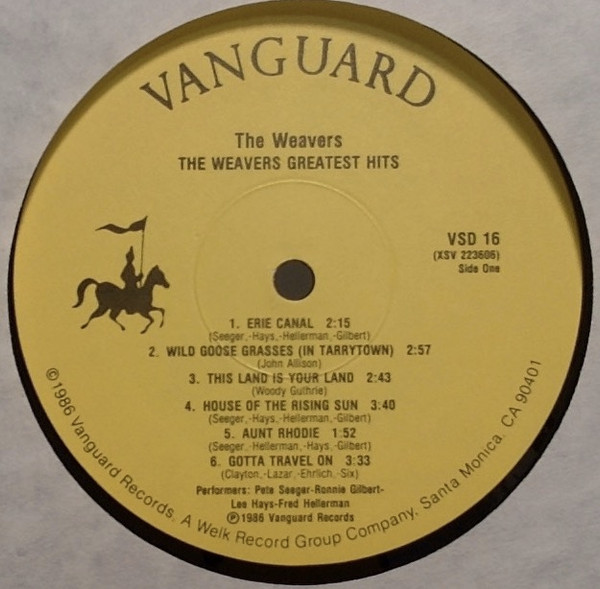 VANGUARD
The Weavers
THE WEAVERS GREATEST HITS
VSD 16
(XSV 223606)
Side One
1. ERIE CANAL 2:15
(Seeger,-Hays,-Hellerman,-Gilbert)
2. WILD GOOSE GRASSES (IN TARRYTOWN) 2:57
(John Allison)
3. THIS LAND IS YOUR LAND 2:43
(Woody Guthrie)
4. HOUSE OF THE RISING SUN 3:40
(Seeger,-Hays,-Hellerman,-Gilbert)
5. AUNT RHODIE 1:52
(Seeger,-Hellerman,-Hays,-Gilbert)
6. GOTTA TRAVEL ON 3:33
(Clayton,-Lazar,-Ehrlich,-Six)
Performers: Pete Seeger-Ronnie Gilbert-
Lee Hays-Fred Hellerman
℗1986 Vanguard Records
©1986 Vanguard Records, A Welk Record Group Company, Santa Monica, CA 90401